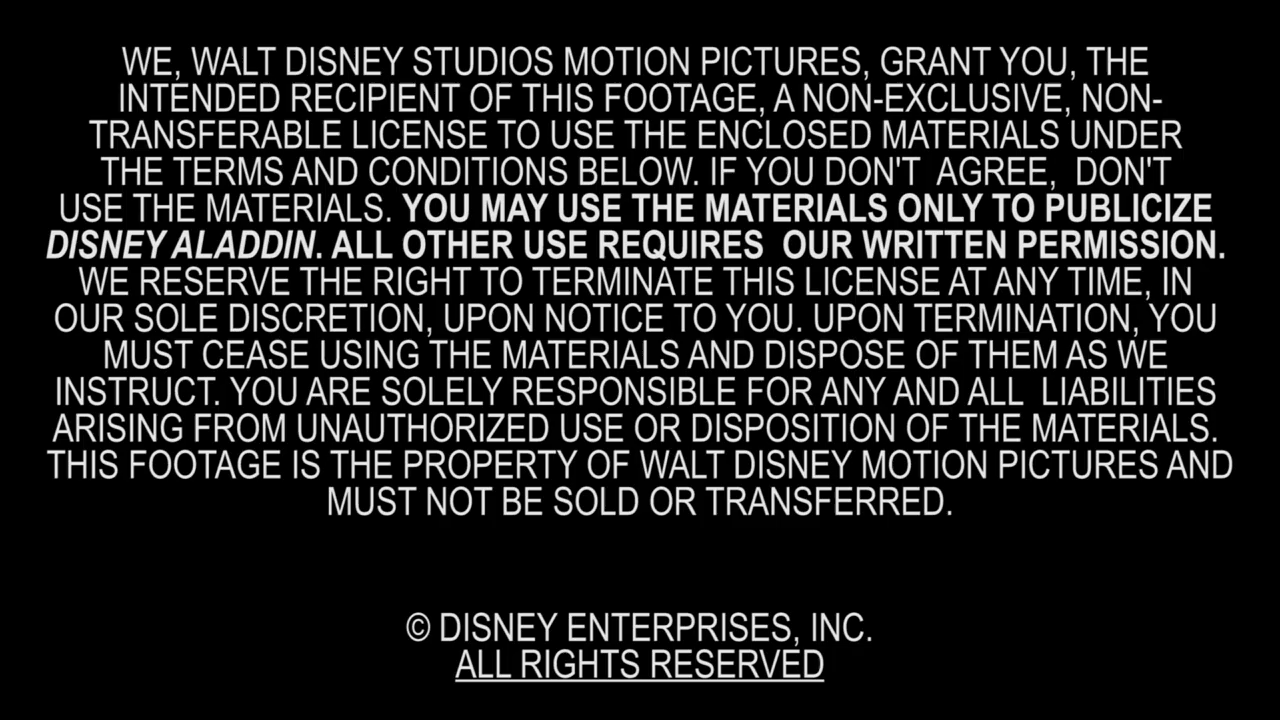 WE, WALT DISNEY STUDIOS MOTION PICTURES, GRANT YOU, THE
INTENDED RECIPIENT OF THIS FOOTAGE, A NON-EXCLUSIVE, NON-
TRANSFERABLE LICENSE TO USE THE ENCLOSED MATERIALS UNDER
THE TERMS AND CONDITIONS BELOW. IF YOU DON'T AGREE, DON'T
USE THE MATERIALS. YOU MAY USE THE MATERIALS ONLY TO PUBLICIZE
DISNEY ALADDIN. ALL OTHER USE REQUIRES OUR WRITTEN PERMISSION.
WE RESERVE THE RIGHT TO TERMINATE THIS LICENSE AT ANY TIME, IN
OUR SOLE DISCRETION, UPON NOTICE TO YOU. UPON TERMINATION, YOU
MUST CEASE USING THE MATERIALS AND DISPOSE OF THEM AS WE
INSTRUCT. YOU ARE SOLELY RESPONSIBLE FOR ANY AND ALL LIABILITIES
ARISING FROM UNAUTHORIZED USE OR DISPOSITION OF THE MATERIALS.
THIS FOOTAGE IS THE PROPERTY OF WALT DISNEY MOTION PICTURES AND
MUST NOT BE SOLD OR TRANSFERRED.
© DISNEY ENTERPRISES, INC.
ALL RIGHTS RESERVED